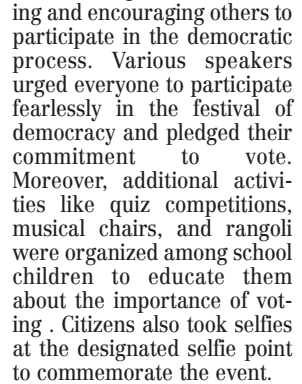 ing and encouraging others to
participate in the democratic
process. Various speakers
urged everyone to participate
fearlessly in the festival of
democracy and pledged their
commitment to vote.
Moreover, additional activi-
ties like quiz competitions,
musical chairs, and rangoli
were organized among school
children to educate them
about the importance of vot-
ing . Citizens also took selfies
at the designated selfie point
to commemorate the event.